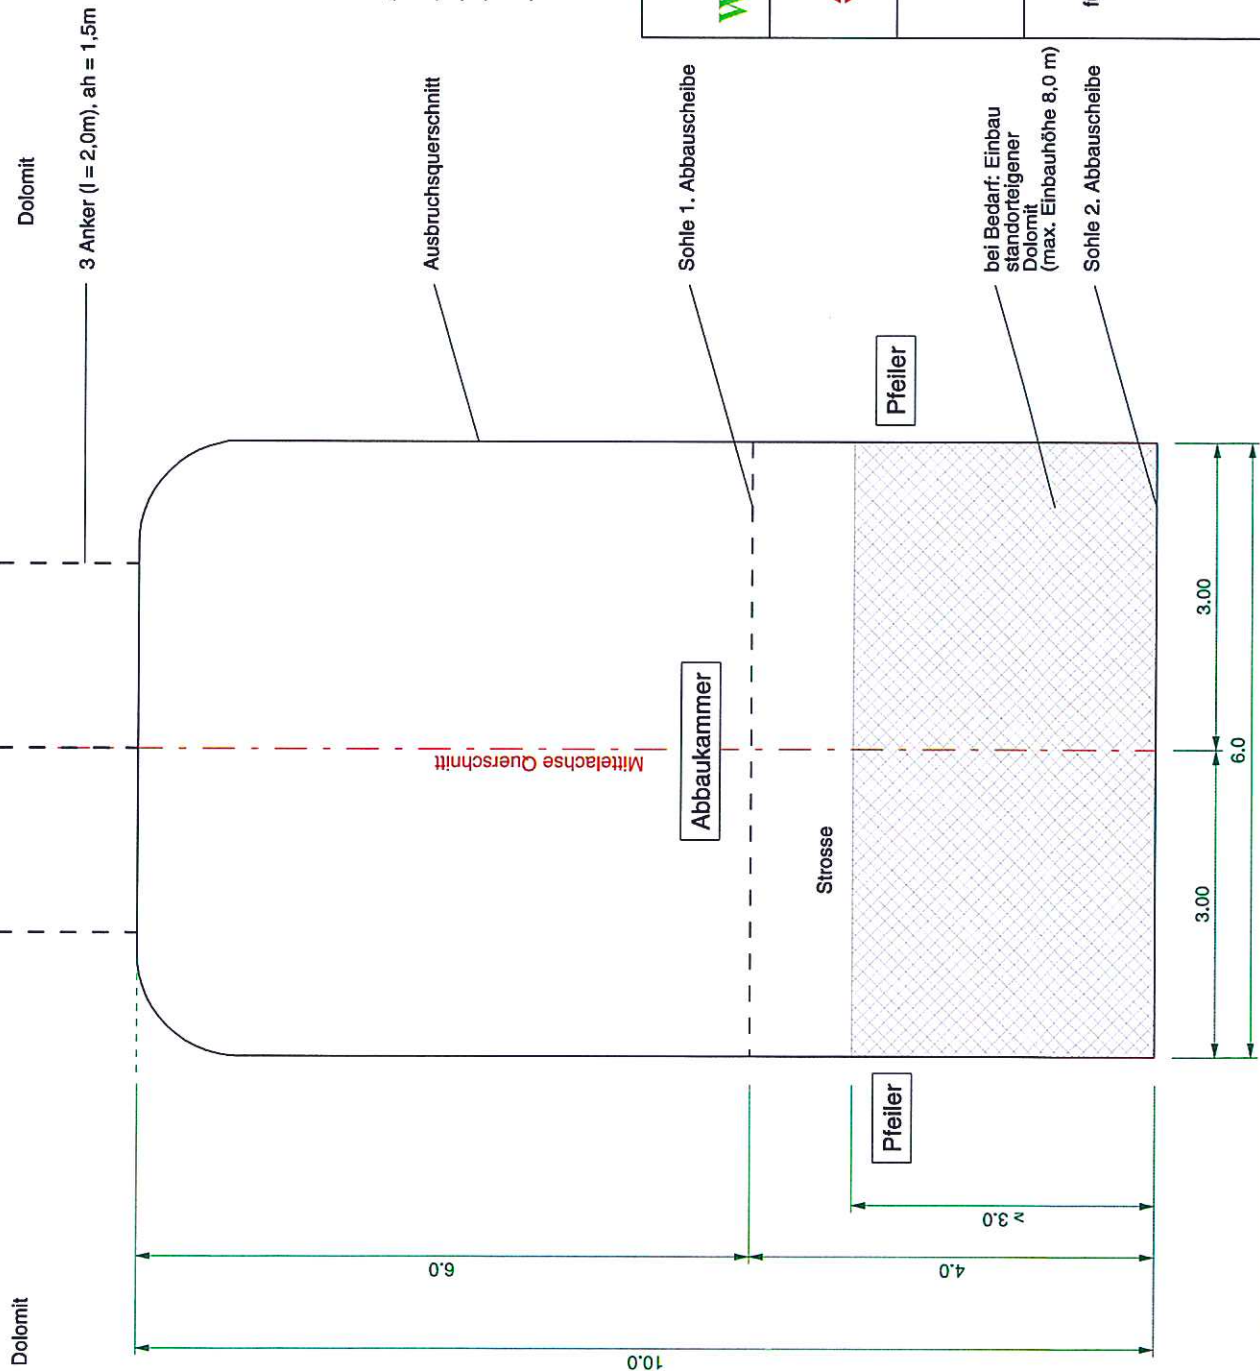 Dolomit
3 Anker (l = 2,0m), ah = 1,5m
Ausbruchsquerschnitt
Sohle 1. Abbauscheibe
bei Bedarf: Einbau
standorteigener
Dolomit
(max. Einbauhöhe 8,0 m)
Sohle 2. Abbauscheibe
Pfeiler
Mittelachse Querschnitt
Abbaukammer
Strosse
3.00
3.00
6.0
Pfeiler
≥ 3.0
6.0
4.0
10.0
Dolomit